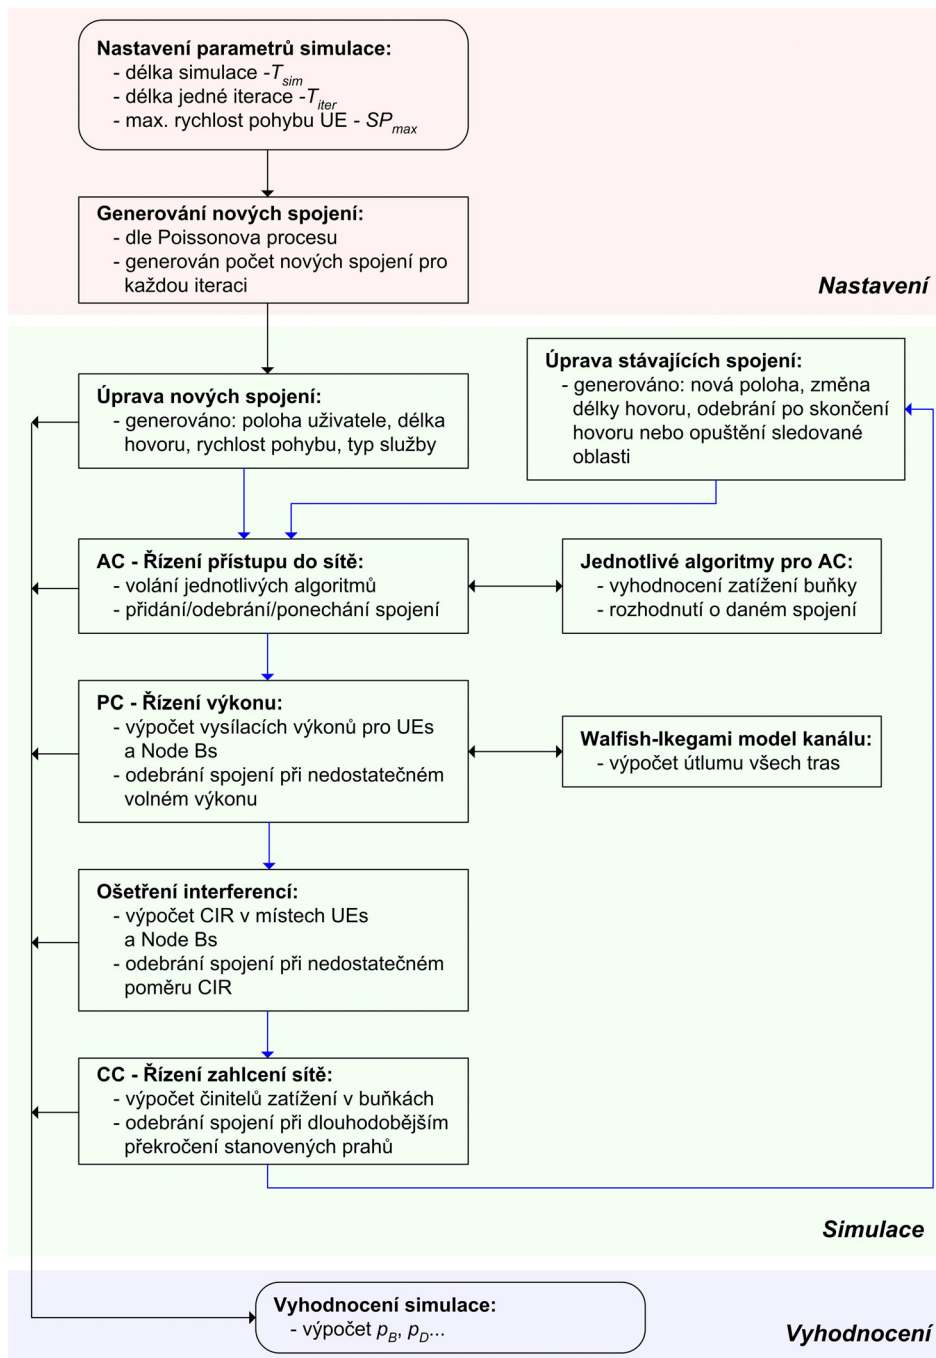 Nastavení parametrů simulace:
- délka simulace -Tsim
- délka jedné iterace -Titer
- max. rychlost pohybu UE - SPmax
Generování nových spojení:
- dle Poissonova procesu
- generován počet nových spojení pro
každou iteraci
Nastavení
Úprava stávajících spojení:
- generováno: nová poloha, změna
délky hovoru, odebrání po skončení
hovoru nebo opuštění sledované
oblasti
Úprava nových spojení:
- generováno: poloha uživatele, délka
hovoru, rychlost pohybu, typ služby
AC - Řízení přístupu do sítě:
- volání jednotlivých algoritmů
- přidání/odebrání/ponechání spojení
Jednotlivé algoritmy pro AC:
- vyhodnocení zatížení buňky
- rozhodnutí o daném spojení
PC - Řízení výkonu:
- výpočet vysílacích výkonů pro UEs
a Node Bs
- odebrání spojení při nedostatečném
volném výkonu
Walfish-Ikegami model kanálu:
- výpočet útlumu všech tras
Ošetření interferencí:
- výpočet CIR v místech UEs
a Node Bs
- odebrání spojení při nedostatečném
poměru CIR
CC - Řízení zahlcení sítě:
- výpočet činitelů zatížení v buňkách
- odebrání spojení při dlouhodobějším
překročení stanovených prahů
Simulace
Vyhodnocení simulace:
- výpočet pB, pD...
Vyhodnocení